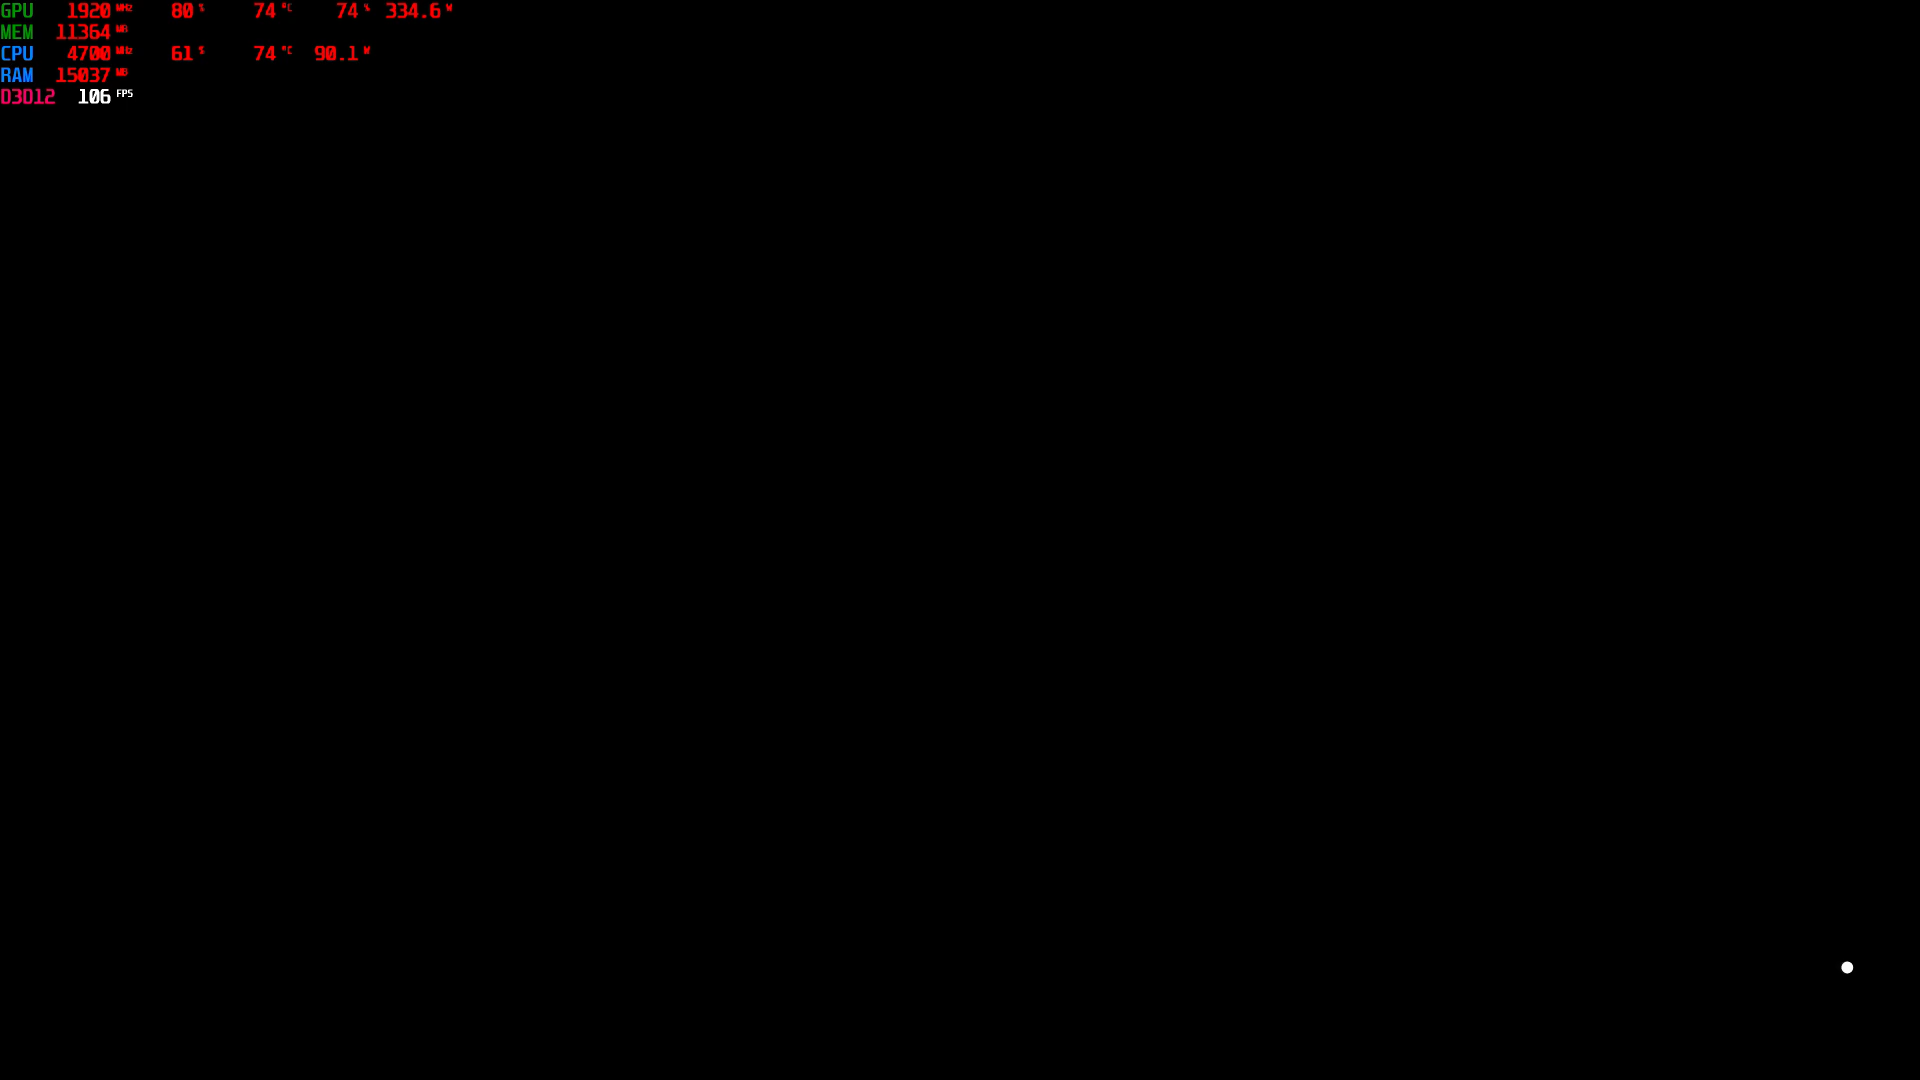 GPU 1920 MHz 80 % 74 °C 74 % 334.6 W
MEM 11364 MB
CPU 4700 MHz 61 % 74 °C 90.1 W
RAM 15037 MB
D3D12 106 FPS